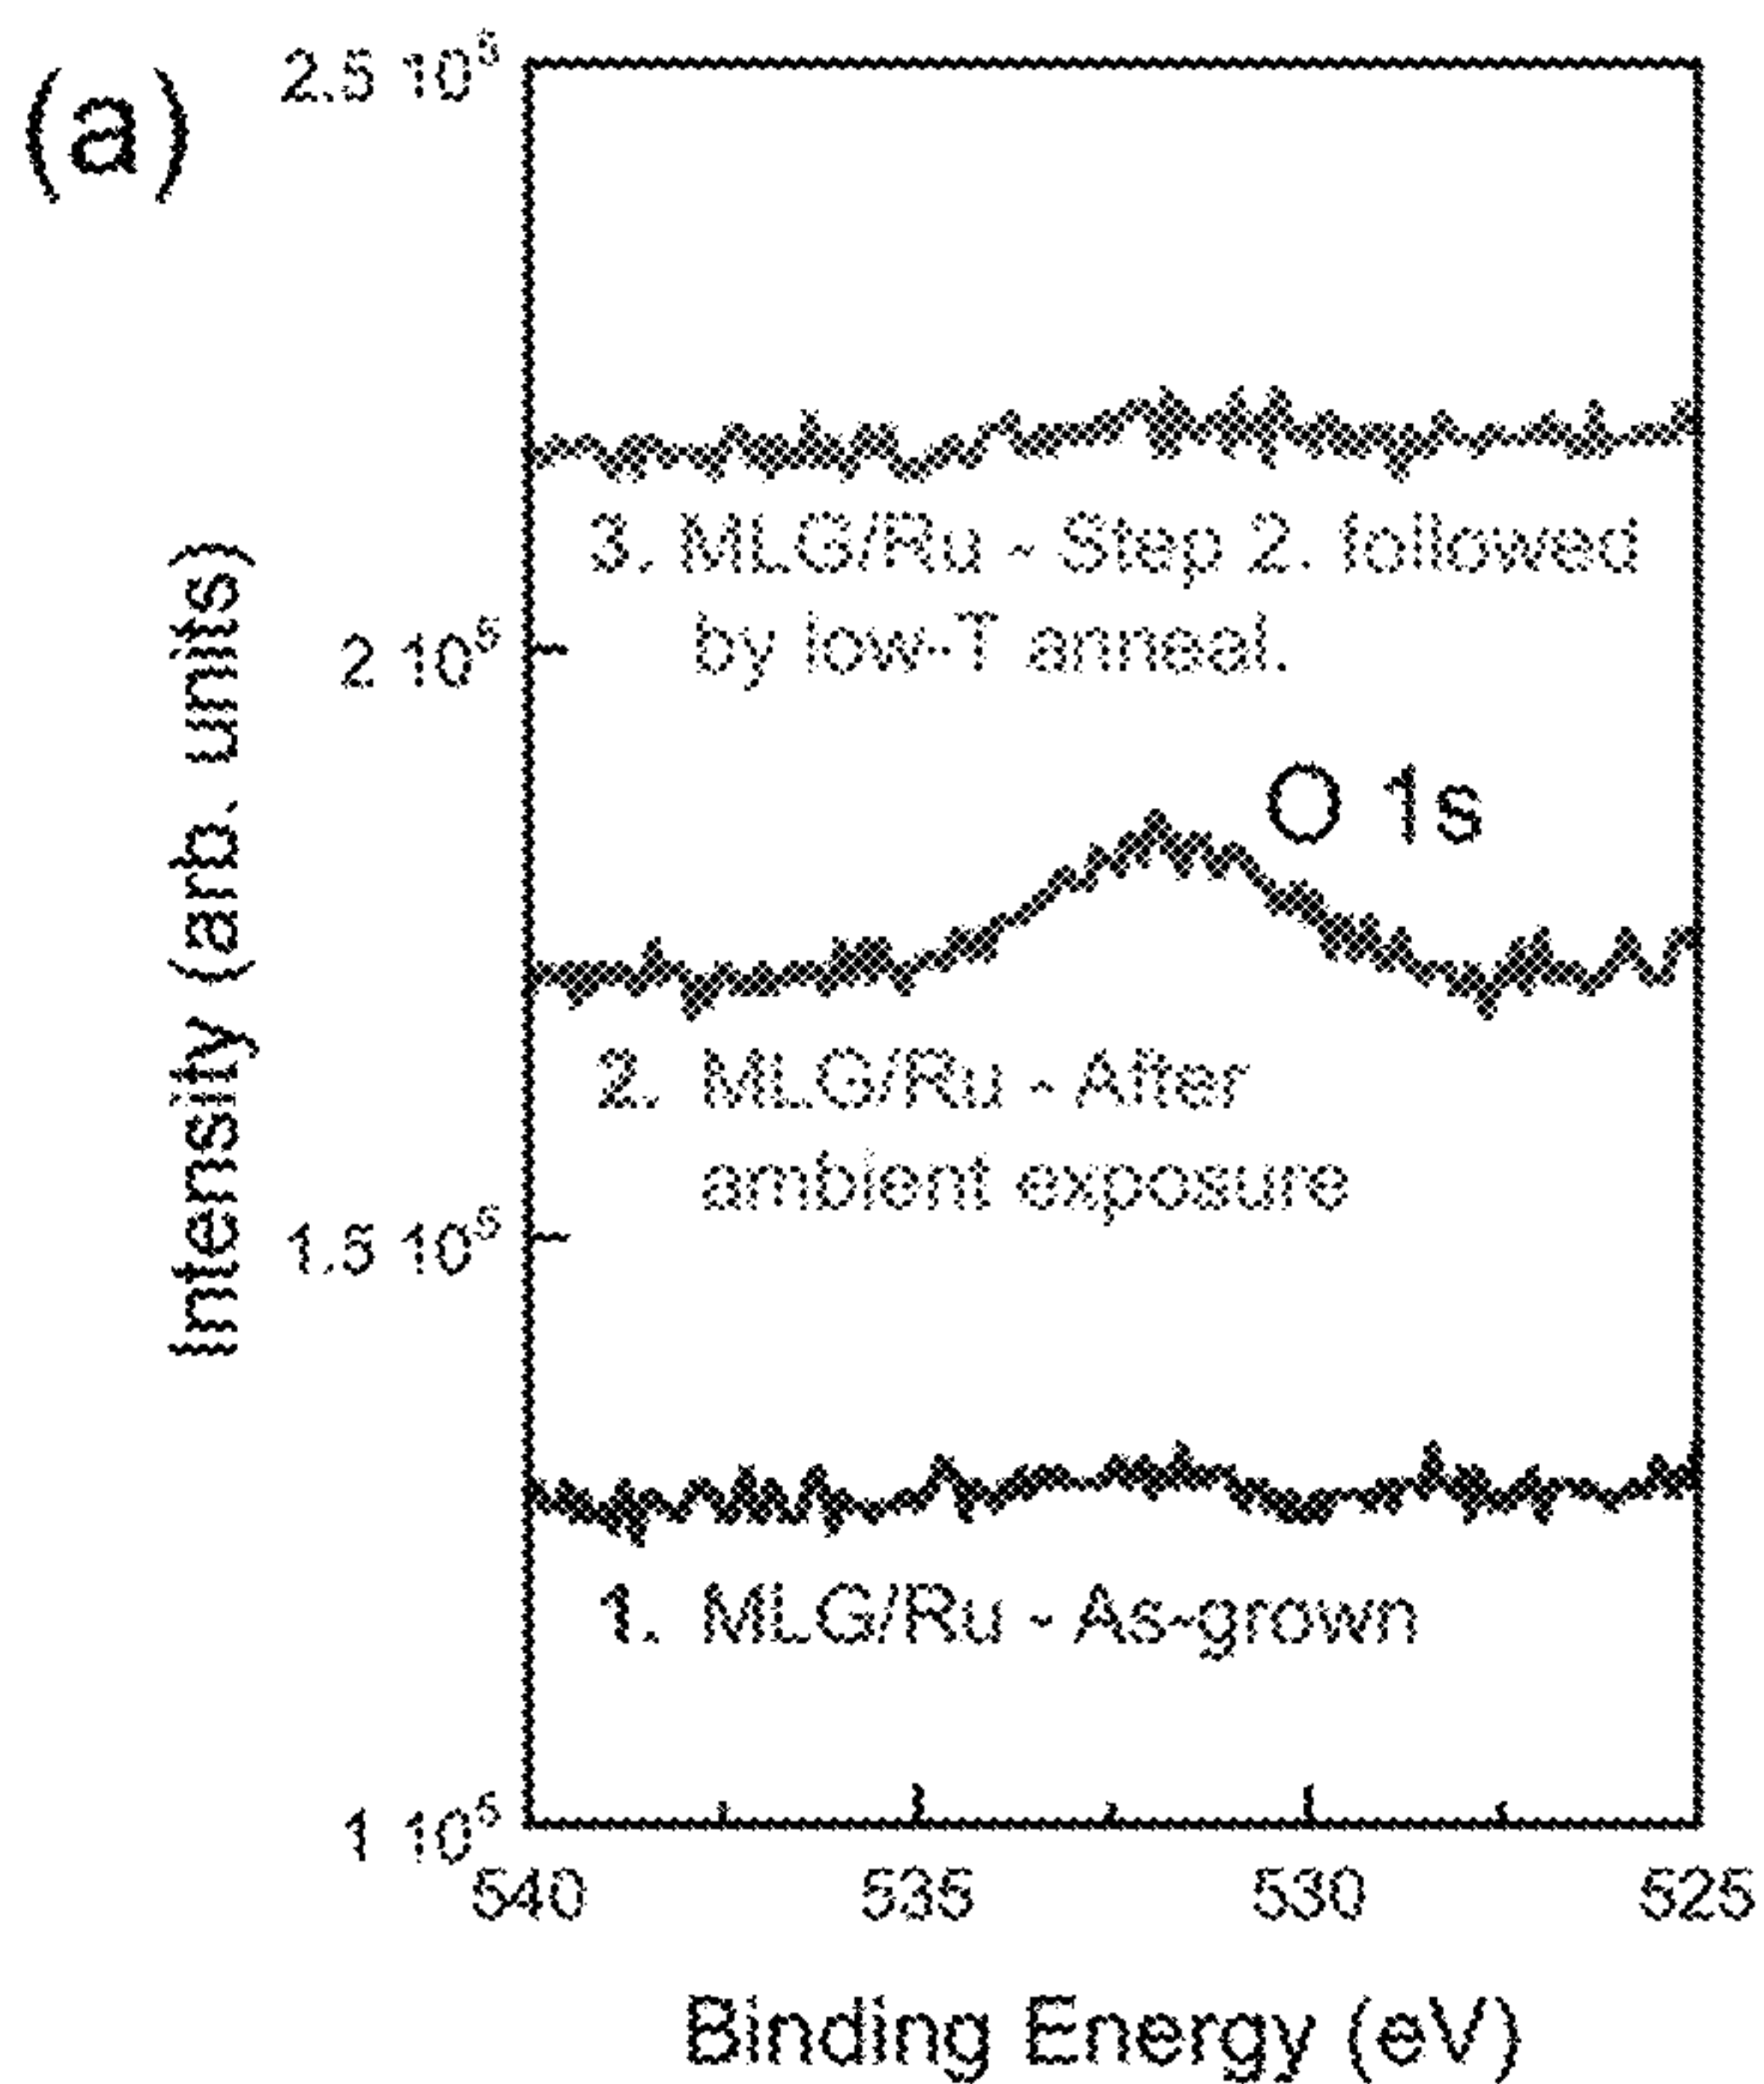 (a)
2.5 10⁵
2 10⁵
1.5 10⁵
1 10⁵
Intensity (arb. units)
3. MLG/Ru - Step 2. followed
by low-T anneal.
O 1s
2. MLG/Ru - After
ambient exposure
1. MLG/Ru - As-grown
540 535 530 525
Binding Energy (eV)